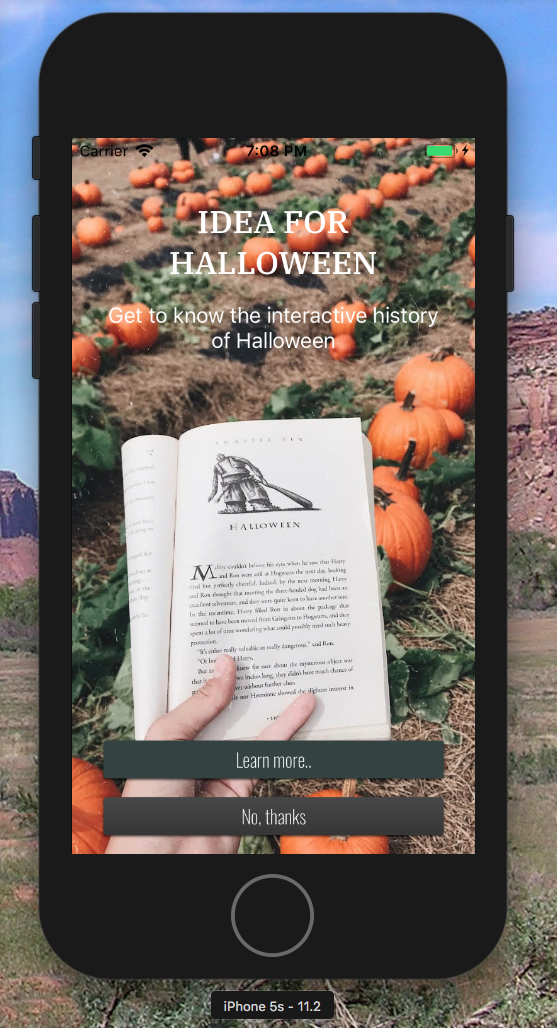 Carrier 7:08 PM
IDEA FOR
HALLOWEEN
Get to know the interactive history
of Halloween
CHAPTER TEN
HALLOWEEN
Malfoy couldn't believe his eyes when he saw that Harry
and Ron were still at Hogwarts the next day, looking
tired but perfectly cheerful. Indeed, by the next morning Harry
and Ron thought that meeting the three-headed dog had been an
excellent adventure, and they were quite keen to have another one.
In the meantime, Harry filled Ron in about the package that
seemed to have been moved from Gringotts to Hogwarts, and they
spent a lot of time wondering what could possibly need such heavy
protection.
"It's either really valuable or really dangerous," said Ron.
"Or Harry.
But knew for sure about the mysterious object was
that it two inches long, they didn't have much chance of
without further clues.
nor Hermione showed the slightest interest in
Learn more..
No, thanks
iPhone 5s - 11.2